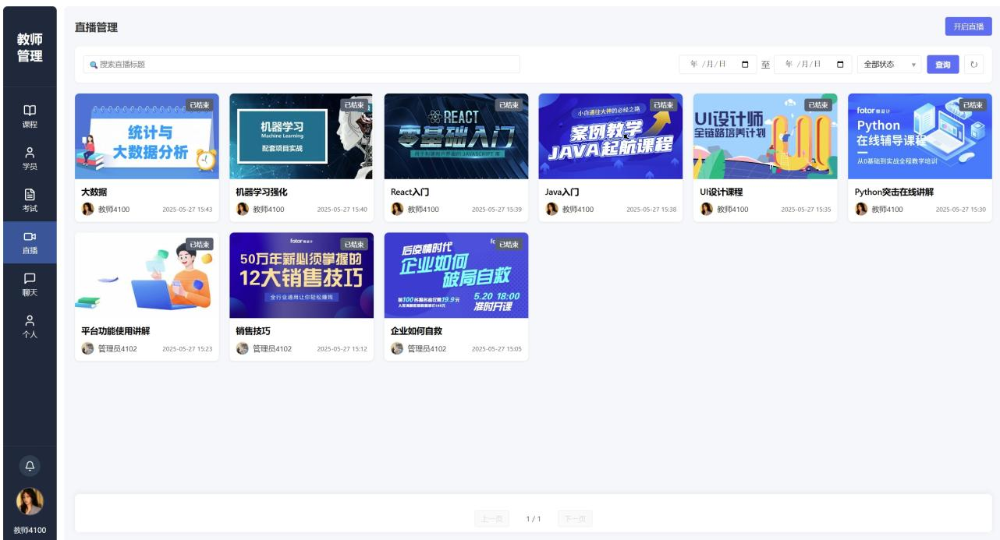 教师
管理
课程
学员
考试
直播
聊天
个人
教师4100
直播管理
开启直播
搜索直播标题
年 /月/日
至
年 /月/日
全部状态
查询
已结束
统计与
大数据分析
大数据
教师4100
2025-05-27 15:43
已结束
机器学习
Machine Learning
配套项目实战
机器学习强化
教师4100
2025-05-27 15:40
已结束
REACT
零基础入门
用于构建用户界面的 JAVASCRIPT 库
React入门
教师4100
2025-05-27 15:39
已结束
小白通往大神的必经之路
案例教学
JAVA起航课程
Java入门
教师4100
2025-05-27 15:38
已结束
UI设计师
全链路培养计划
UI设计课程
教师4100
2025-05-27 15:35
已结束
fotor懒设计
Python
在线辅导课程
从0基础到实战全程教学培训
Python突击在线讲解
教师4100
2025-05-27 15:30
已结束
平台功能使用讲解
管理员4102
2025-05-27 15:23
已结束
fotor懒设计
50万年薪必须掌握的
12大销售技巧
全行业通用让你轻松赚钱
销售技巧
管理员4102
2025-05-27 15:12
已结束
后疫情时代
企业如何
破局自救
前100名报名者仅需19.9元
5.20 18:00
准时开课
企业如何自救
管理员4102
2025-05-27 15:05
上一页
1 / 1
下一页